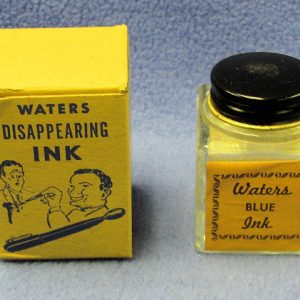 WATERS
DISAPPEARING
INK
Waters
BLUE
Ink